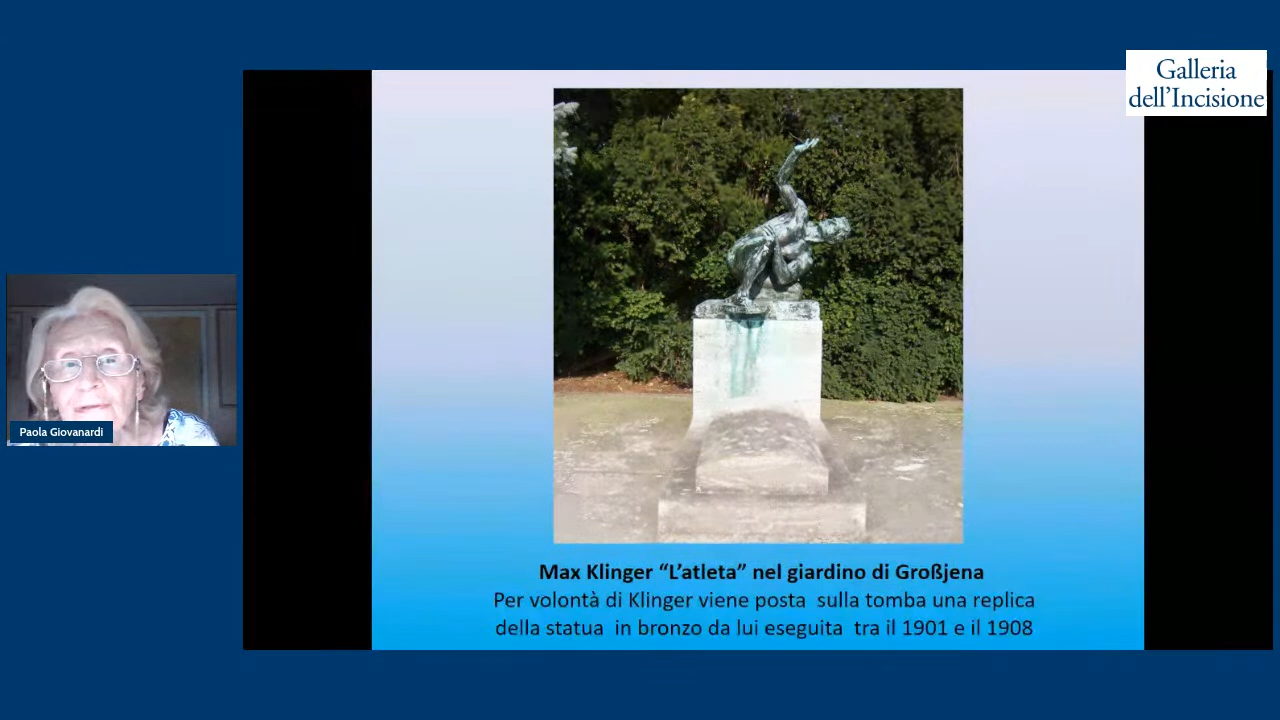 Galleria
dell'Incisione
Paola Giovanardi
Max Klinger “L’atleta” nel giardino di Großjena
Per volontà di Klinger viene posta sulla tomba una replica
della statua in bronzo da lui eseguita tra il 1901 e il 1908